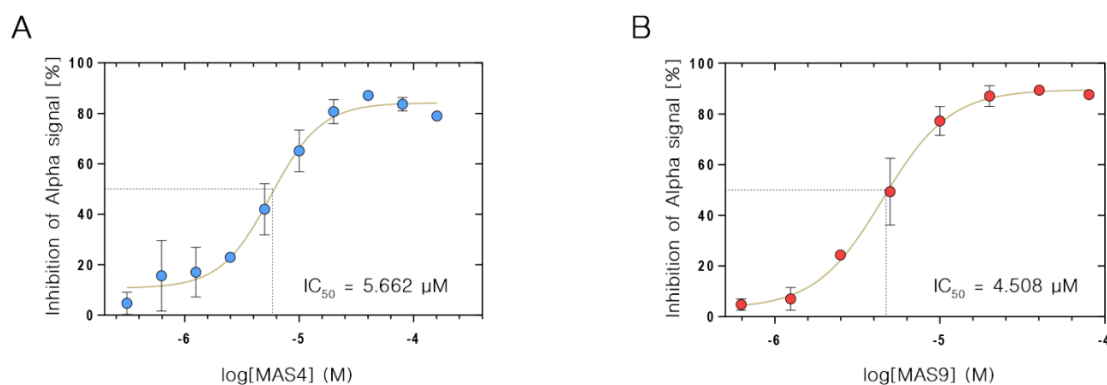 A
B
Inhibition of Alpha signal [%]
100
80
60
40
20
0
IC50 = 5.662 μM
-6
-5
-4
log[MAS4] (M)
Inhibition of Alpha signal [%]
100
80
60
40
20
0
IC50 = 4.508 μM
-6
-5
-4
log[MAS9] (M)